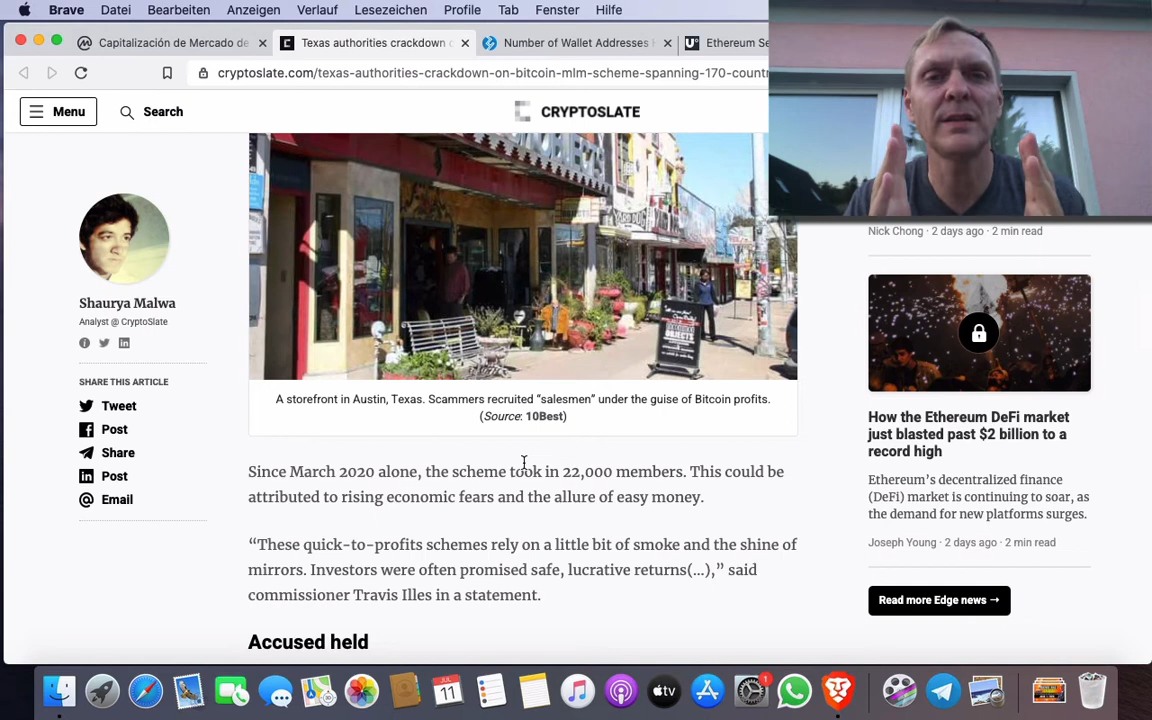 Brave Datei Bearbeiten Anzeigen Verlauf Lesezeichen Profile Tab Fenster Hilfe
Capitalización de Mercado de
Texas authorities crackdown
Number of Wallet Addresses
Ethereum Se
cryptoslate.com/texas-authorities-crackdown-on-bitcoin-mlm-scheme-spanning-170-countr
Menu
Search
CRYPTOSLATE
Shaurya Malwa
Analyst @ CryptoSlate
SHARE THIS ARTICLE
Tweet
Post
Share
Post
Email
OBJECTS
A storefront in Austin, Texas. Scammers recruited “salesmen” under the guise of Bitcoin profits.
(Source: 10Best)
Since March 2020 alone, the scheme took in 22,000 members. This could be
attributed to rising economic fears and the allure of easy money.
“These quick-to-profits schemes rely on a little bit of smoke and the shine of
mirrors. Investors were often promised safe, lucrative returns(…),” said
commissioner Travis Illes in a statement.
Accused held
Nick Chong · 2 days ago · 2 min read
How the Ethereum DeFi market
just blasted past $2 billion to a
record high
Ethereum’s decentralized finance
(DeFi) market is continuing to soar, as
the demand for new platforms surges.
Joseph Young · 2 days ago · 2 min read
Read more Edge news →
JUL
11
tv
1